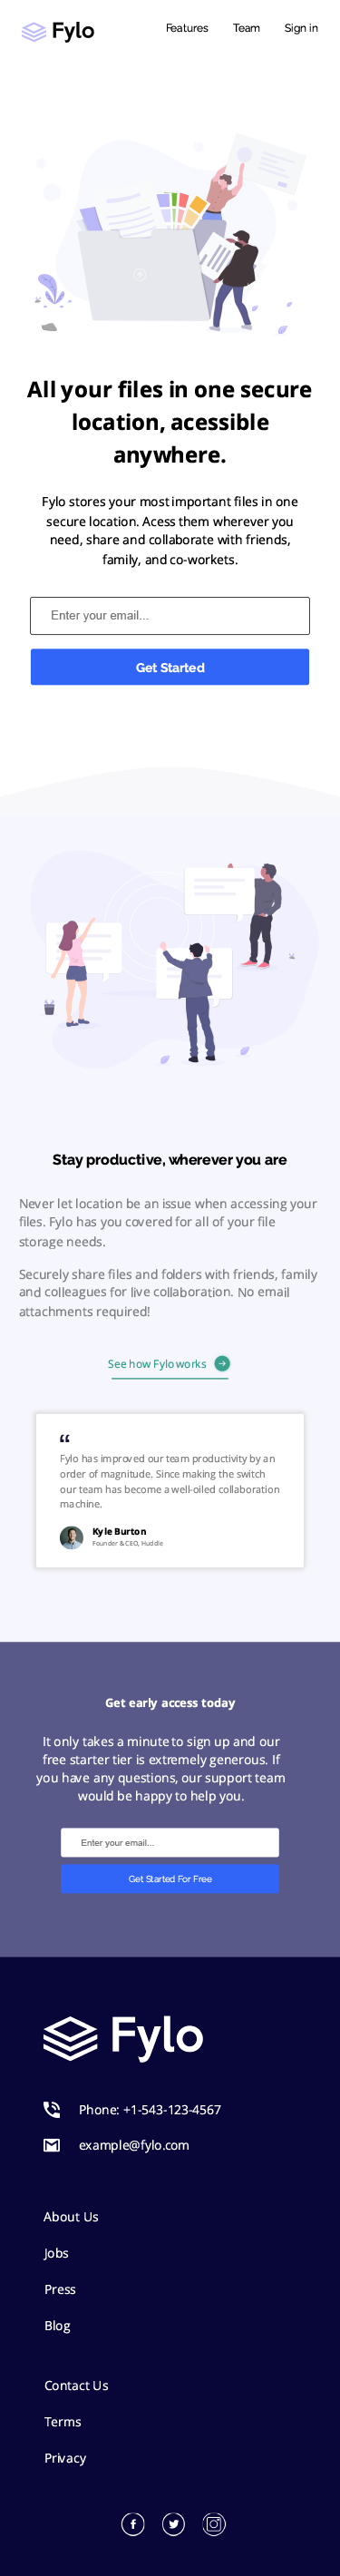 Fylo
Features Team Sign in
All your files in one secure
location, acessible
anywhere.
Fylo stores your most important files in one
secure location. Acess them wherever you
need, share and collaborate with friends,
family, and co-workers.
Enter your email...
Get Started
Stay productive, wherever you are
Never let location be an issue when accessing your
files. Fylo has you covered for all of your file
storage needs.
Securely share files and folders with friends, family
and colleagues for live collaboration. No email
attachments required!
See how Fylo works
“
Fylo has improved our team productivity by an
order of magnitude. Since making the switch
our team has become a well-oiled collaboration
machine.
Kyle Burton
Founder & CEO, Huddle
Get early access today
It only takes a minute to sign up and our
free starter tier is extremely generous. If
you have any questions, our support team
would be happy to help you.
Enter your email...
Get Started For Free
Fylo
Phone: +1-543-123-4567
example@fylo.com
About Us
Jobs
Press
Blog
Contact Us
Terms
Privacy